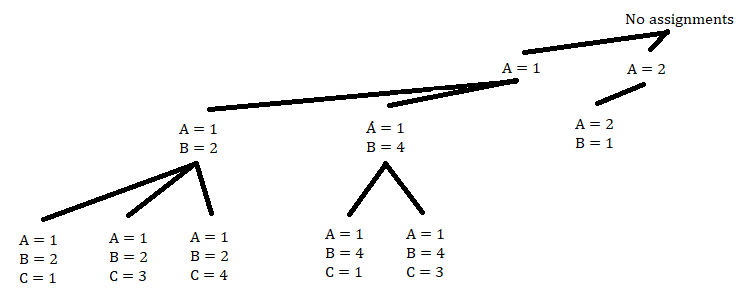 No assignments
A = 1
A = 2
A = 1
B = 2
Á = 1
B = 4
A = 2
B = 1
A = 1
B = 2
C = 1
A = 1
B = 2
C = 3
A = 1
B = 2
C = 4
A = 1
B = 4
C = 1
A = 1
B = 4
C = 3